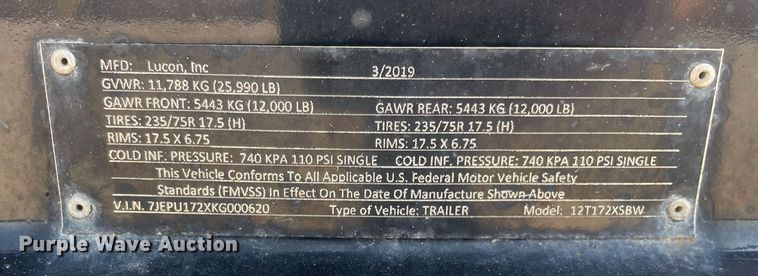 MFD: Lucon, Inc 3/2019
GVWR: 11,788 KG (25,990 LB)
GAWR FRONT: 5443 KG (12,000 LB) GAWR REAR: 5443 KG (12,000 LB)
TIRES: 235/75R 17.5 (H) TIRES: 235/75R 17.5 (H)
RIMS: 17.5 X 6.75 RIMS: 17.5 X 6.75
COLD INF. PRESSURE: 740 KPA 110 PSI SINGLE COLD INF. PRESSURE: 740 KPA 110 PSI SINGLE
This Vehicle Conforms To All Applicable U.S. Federal Motor Vehicle Safety
Standards (FMVSS) In Effect On The Date Of Manufacture Shown Above
V.I.N. 7JEPU172XKG000620 Type of Vehicle: TRAILER Model: 12T172XSBW
Purple Wave Auction